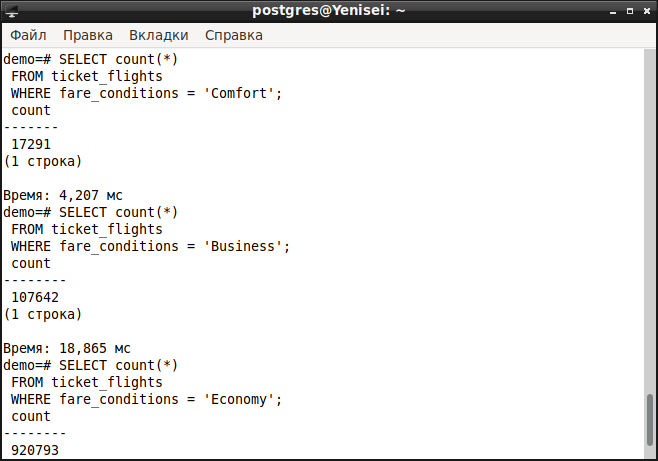 postgres@Yenisei: ~
Файл Правка Вкладки Справка
demo=# SELECT count(*)
 FROM ticket_flights
 WHERE fare_conditions = 'Comfort';
 count
-------
 17291
(1 строка)

Время: 4,207 мс
demo=# SELECT count(*)
 FROM ticket_flights
 WHERE fare_conditions = 'Business';
 count
--------
 107642
(1 строка)

Время: 18,865 мс
demo=# SELECT count(*)
 FROM ticket_flights
 WHERE fare_conditions = 'Economy';
 count
--------
 920793